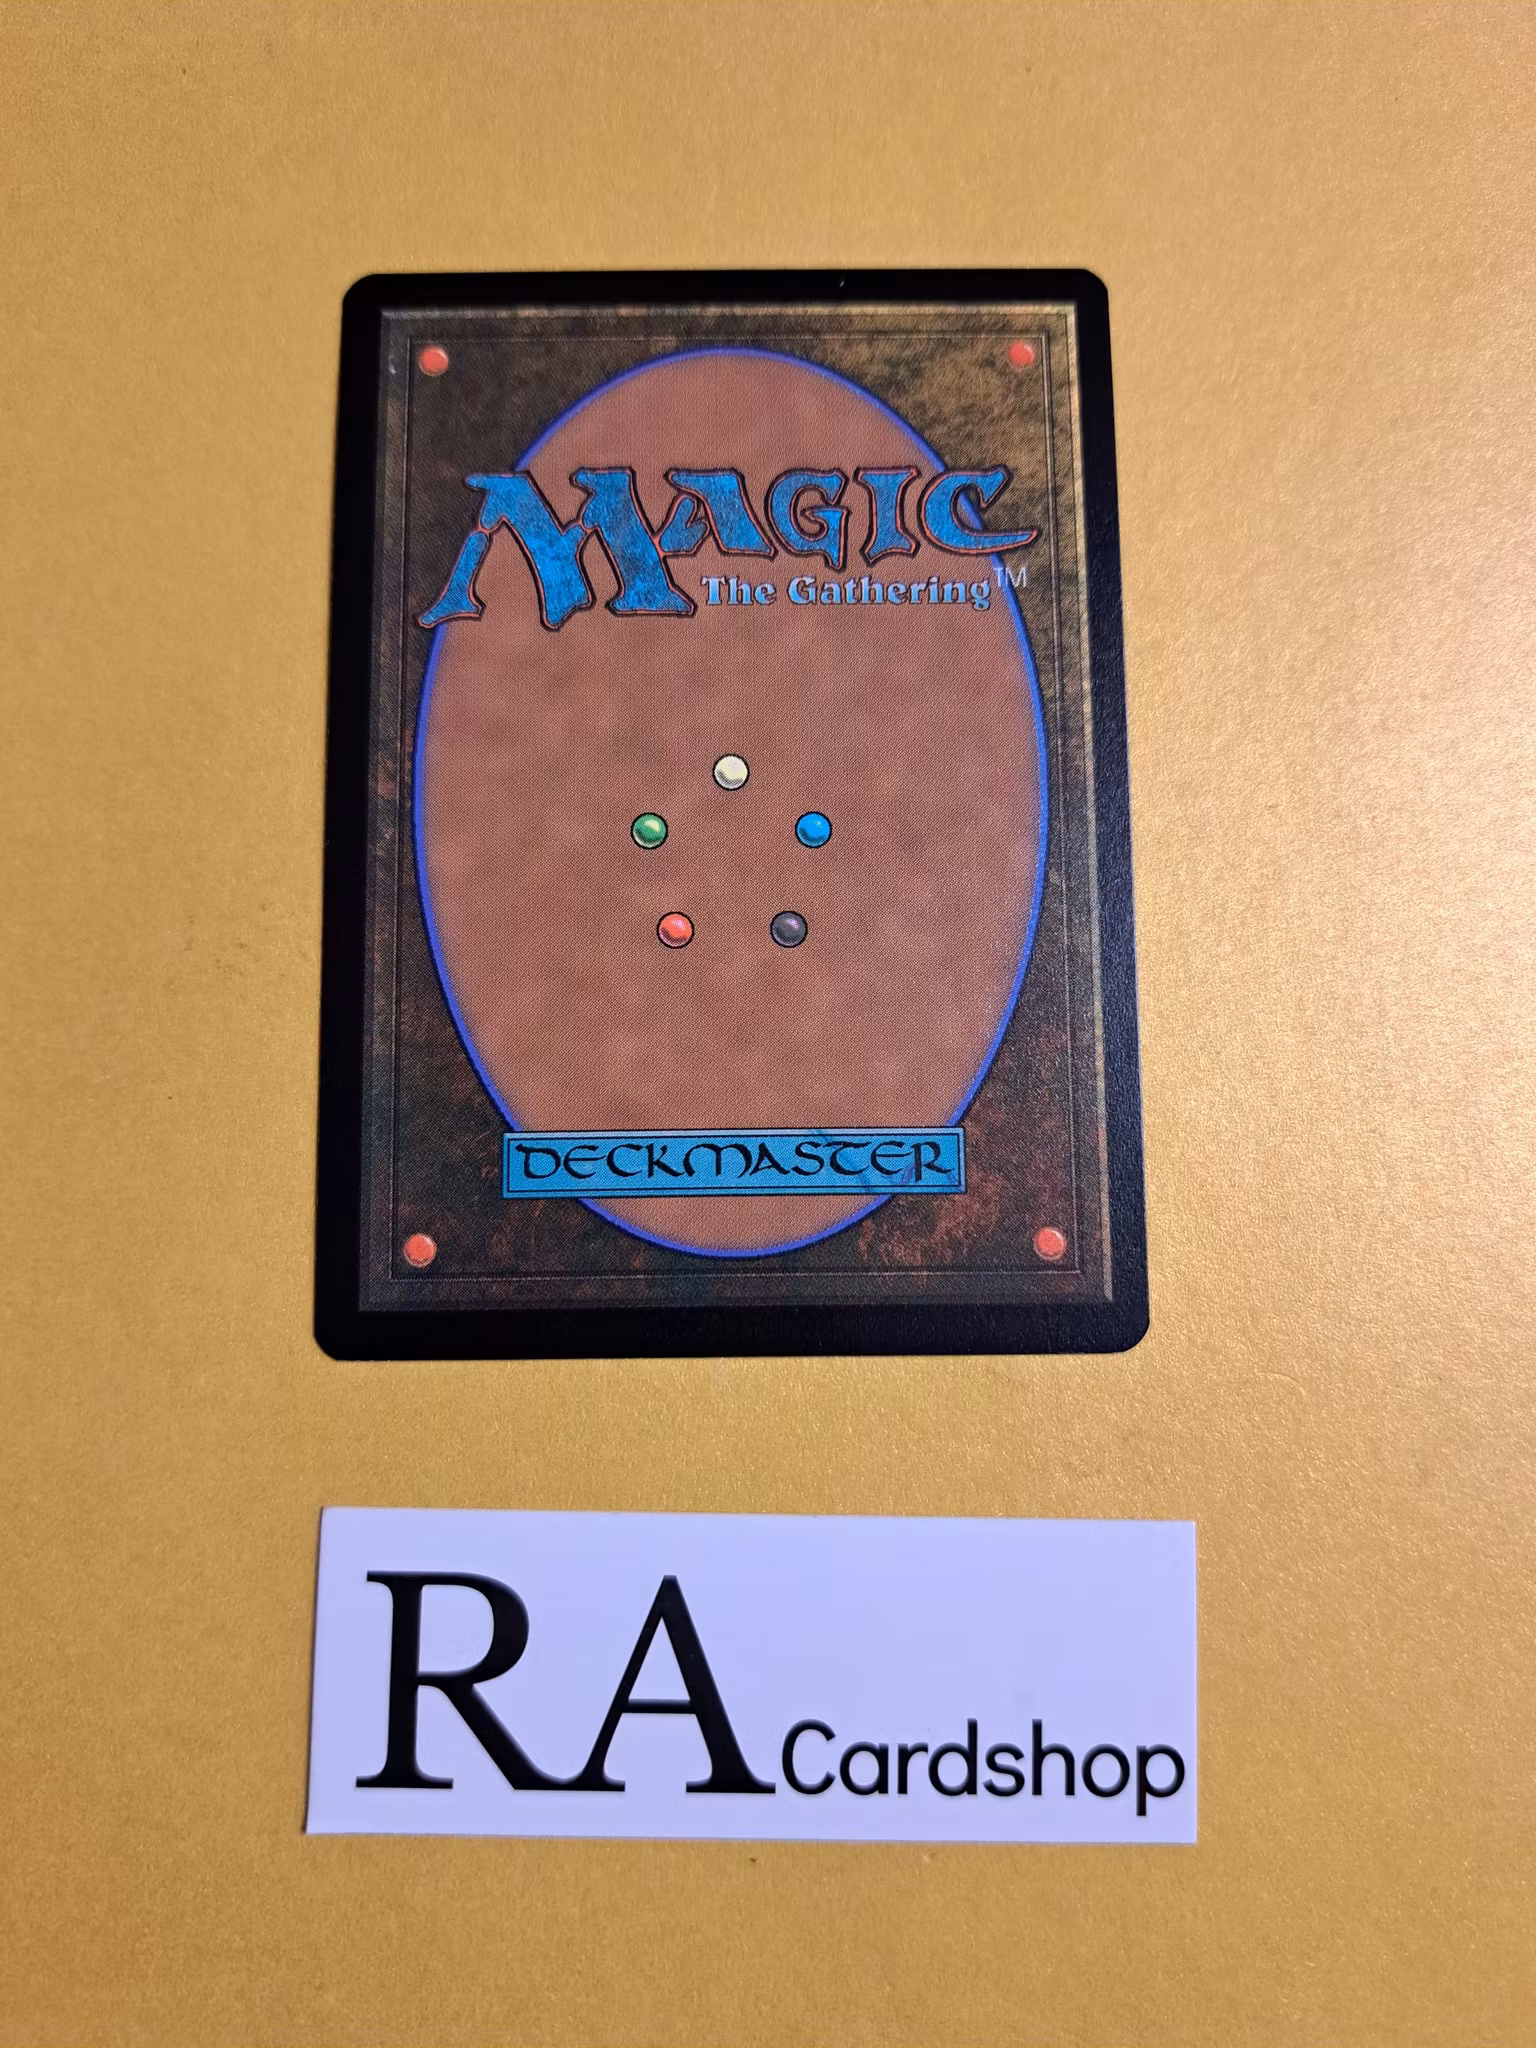 MAGIC
The Gathering™
DECKMASTER
RA Cardshop